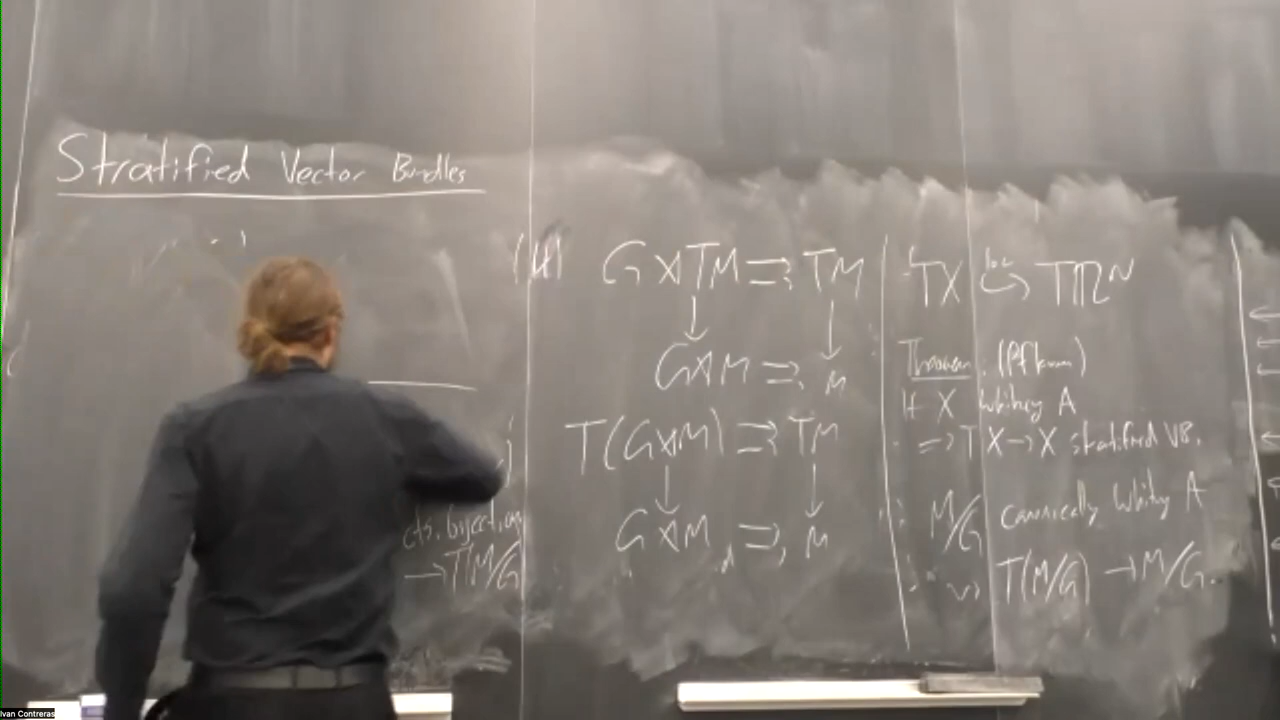 Stratified Vector Bundles
cts. bijection
→ T(M/G)
G ⋉ TM ⇉ TM
↓ ↓
G ⋉ M ⇉ M
T(G ⋉ M) ⇉ TM
↓ ↓
G ⋉ M ⇉ M
TX ↪ Tℝᴺ
Theorem (Pflaum)
If X Whitney A
⇒ TX → X stratified VB.
M/G canonically Whitney A
T(M/G) → M/G.
Ivan Contreras